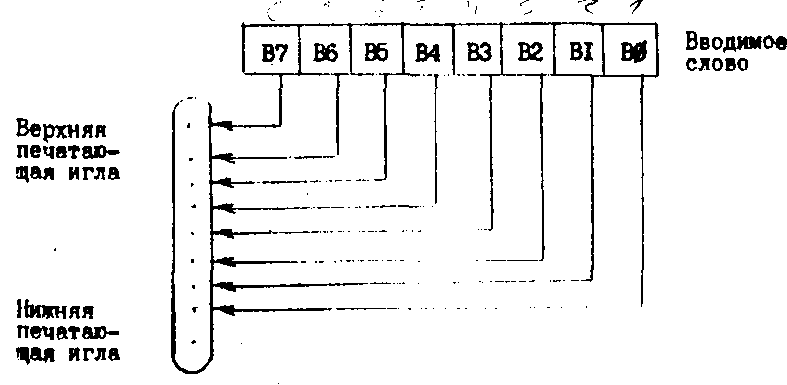 B7 B6 B5 B4 B3 B2 B1 BØ
Вводимое
слово
Верхняя
печатаю-
щая игла
Нижняя
печатаю-
щая игла